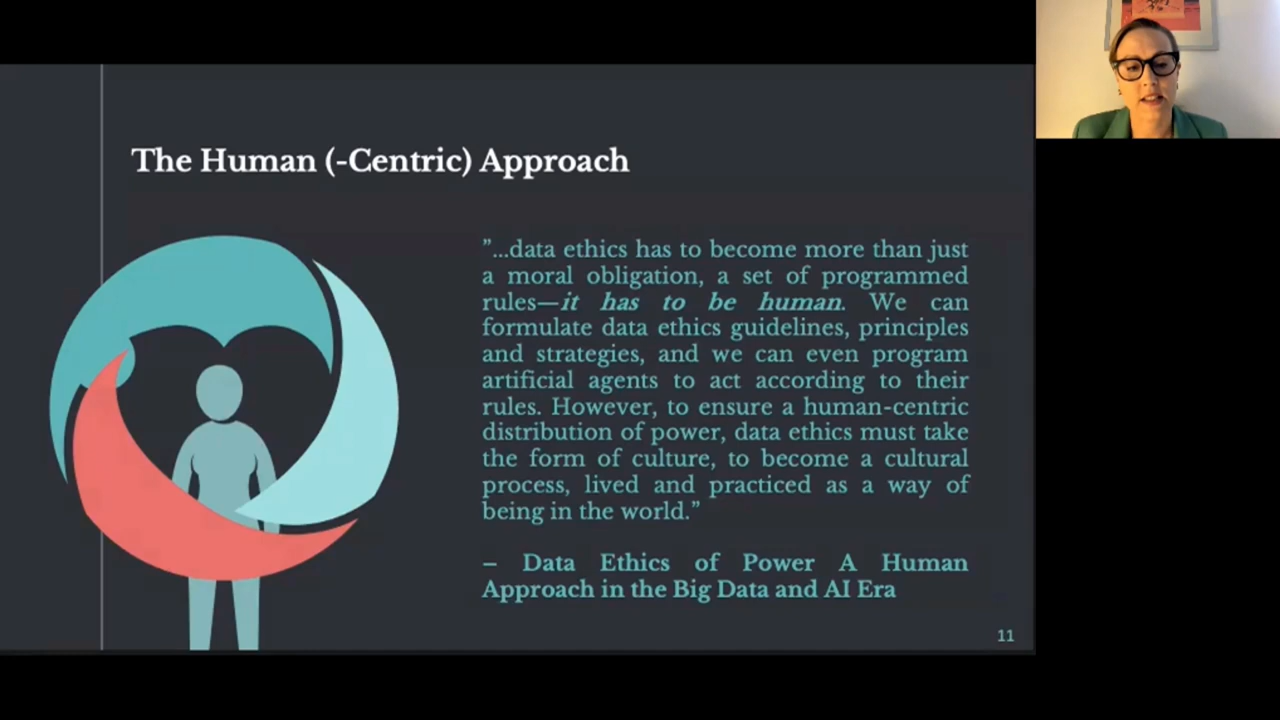 The Human (-Centric) Approach
”...data ethics has to become more than just
a moral obligation, a set of programmed
rules—it has to be human. We can
formulate data ethics guidelines, principles
and strategies, and we can even program
artificial agents to act according to their
rules. However, to ensure a human-centric
distribution of power, data ethics must take
the form of culture, to become a cultural
process, lived and practiced as a way of
being in the world.”
– Data Ethics of Power A Human
Approach in the Big Data and AI Era
11